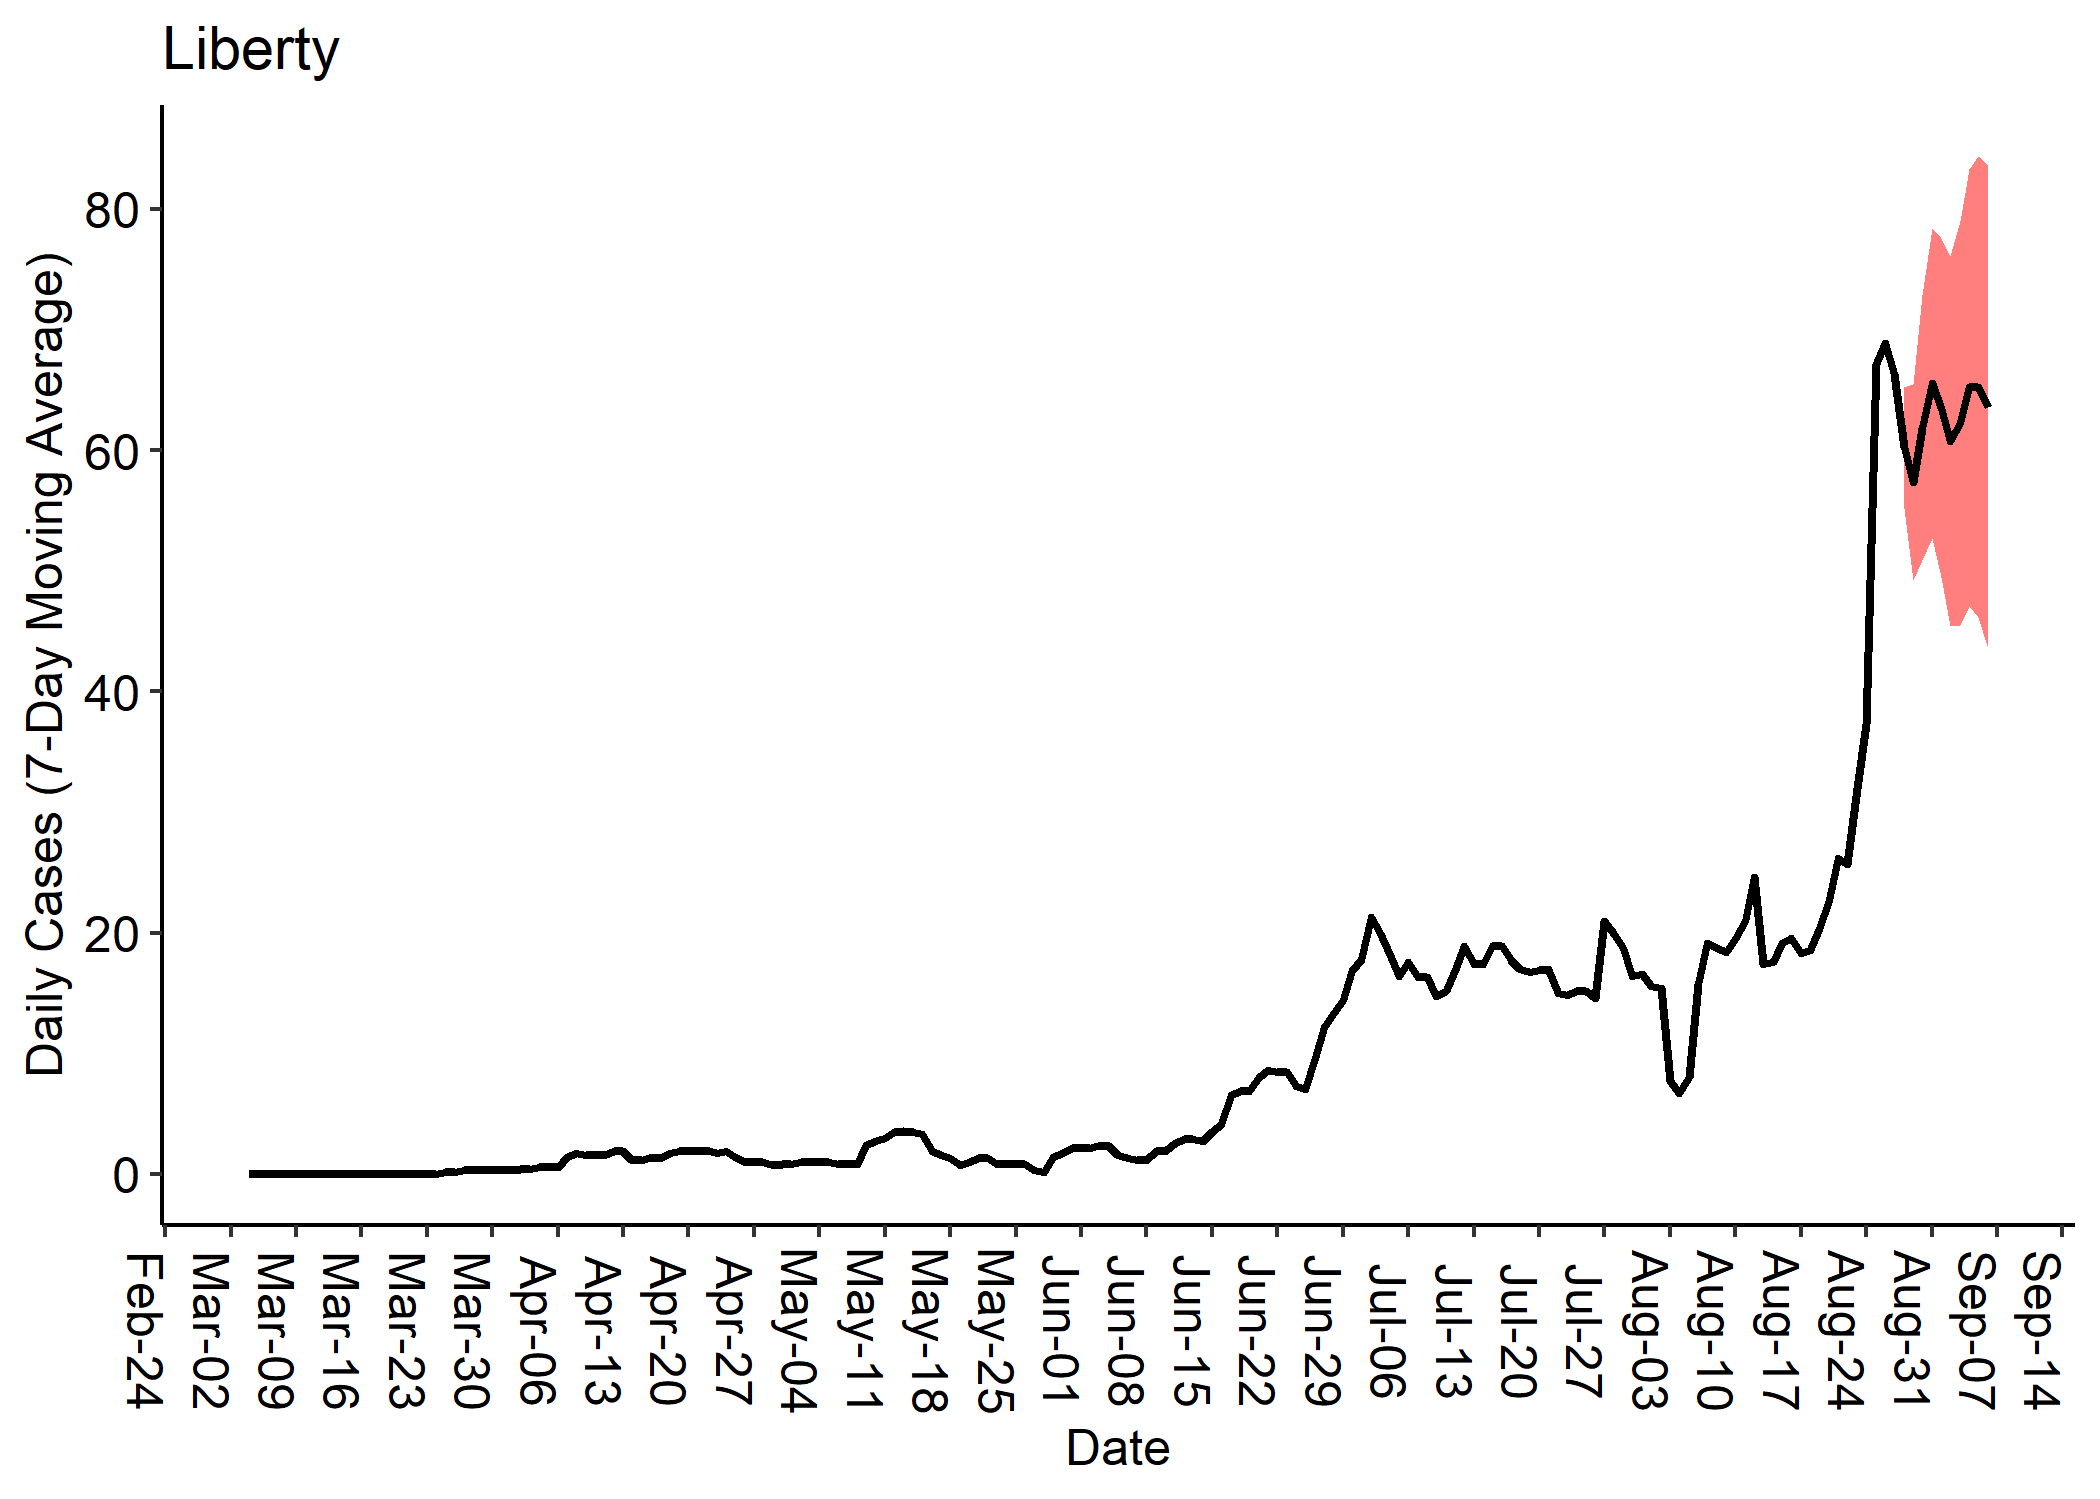 Liberty
Daily Cases (7-Day Moving Average)
80
60
40
20
0
Feb-24
Mar-02
Mar-09
Mar-16
Mar-23
Mar-30
Apr-06
Apr-13
Apr-20
Apr-27
May-04
May-11
May-18
May-25
Jun-01
Jun-08
Jun-15
Jun-22
Jun-29
Jul-06
Jul-13
Jul-20
Jul-27
Aug-03
Aug-10
Aug-17
Aug-24
Aug-31
Sep-07
Sep-14
Date